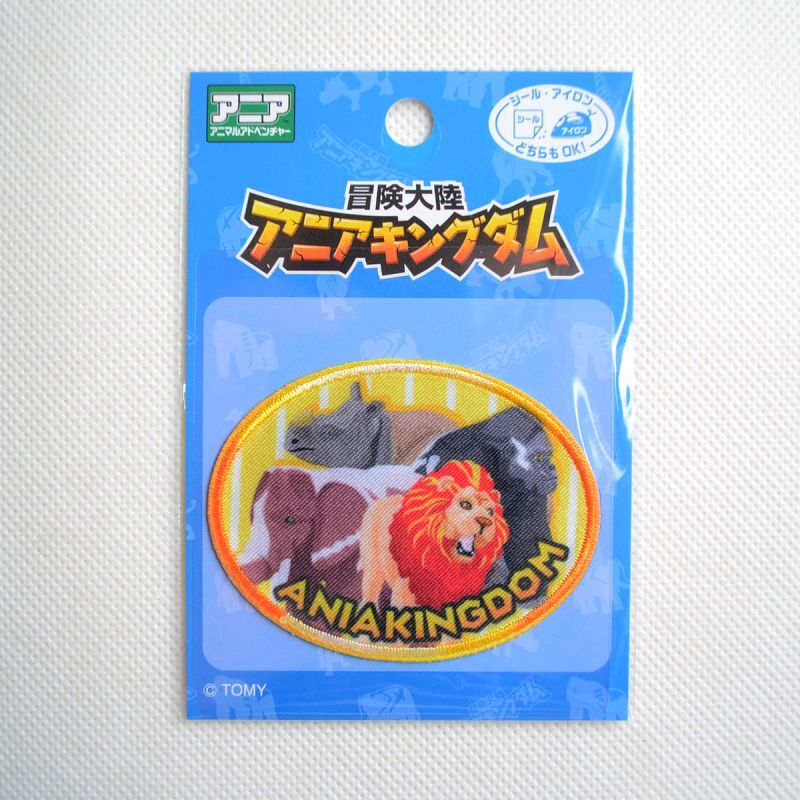 アニア
アニマルアドベンチャー
シール・アイロン
シール
アイロン
どちらもOK!
冒険大陸
アニアキングダム
ANIAKINGDOM
© TOMY